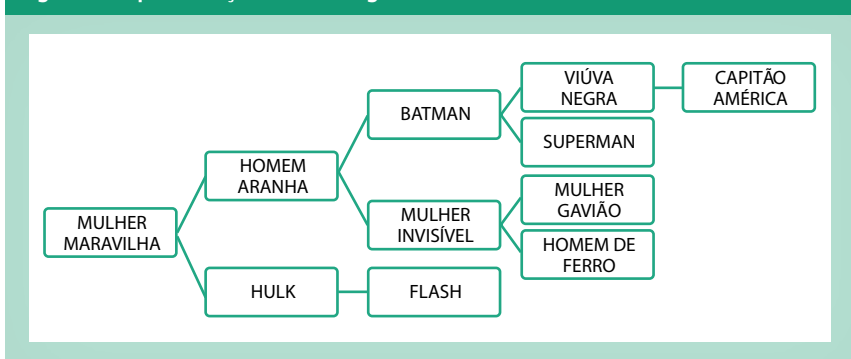 VIÚVA
NEGRA
CAPITÃO
AMÉRICA
BATMAN
SUPERMAN
HOMEM
ARANHA
MULHER
GAVIÃO
MULHER
MARAVILHA
MULHER
INVISÍVEL
HOMEM DE
FERRO
HULK
FLASH